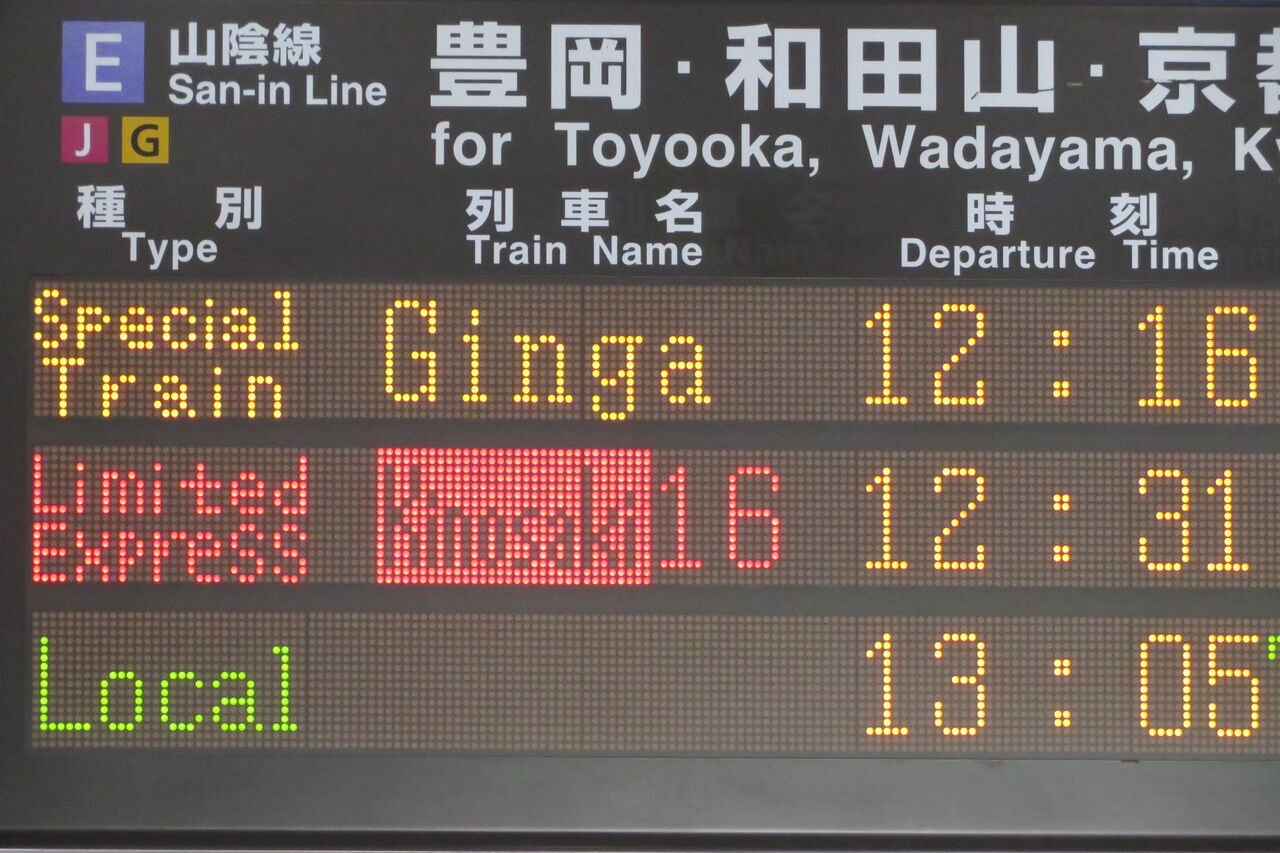 E 山陰線 豊岡・和田山・京
San-in Line for Toyooka, Wadayama,
J G
種別 列車名 時刻
Type Train Name Departure Time
Special Train Ginga 12:16
Limited Express 16 12:31
Local 13:05